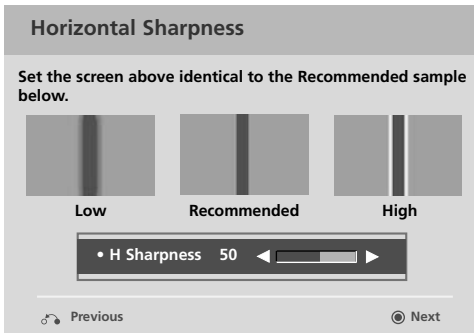 Horizontal Sharpness
Set the screen above identical to the Recommended sample
below.
Low Recommended High
• H Sharpness 50
Previous Next